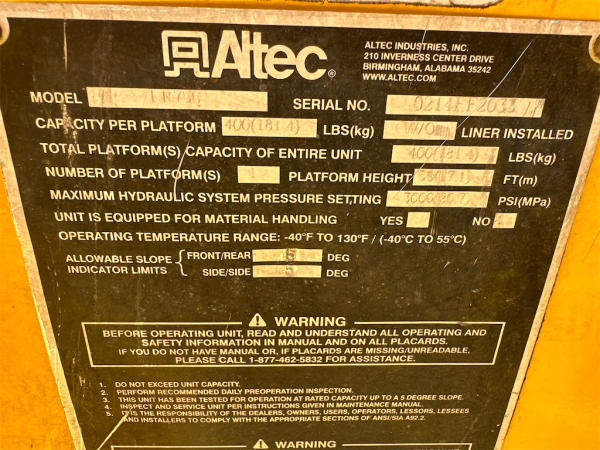 Altec
ALTEC INDUSTRIES, INC.
210 INVERNESS CENTER DRIVE
BIRMINGHAM, ALABAMA 35242
WWW.ALTEC.COM
MODEL
SERIAL NO.
CAPACITY PER PLATFORM 400(181.4) LBS(kg) LINER INSTALLED
TOTAL PLATFORM(S) CAPACITY OF ENTIRE UNIT 400(181.4) LBS(kg)
NUMBER OF PLATFORM(S) 1 PLATFORM HEIGHT FT(m)
MAXIMUM HYDRAULIC SYSTEM PRESSURE SETTING PSI(MPa)
UNIT IS EQUIPPED FOR MATERIAL HANDLING YES NO
OPERATING TEMPERATURE RANGE: -40°F TO 130°F / (-40°C TO 55°C)
ALLOWABLE SLOPE INDICATOR LIMITS
FRONT/REAR 5 DEG
SIDE/SIDE 5 DEG
WARNING
BEFORE OPERATING UNIT, READ AND UNDERSTAND ALL OPERATING AND
SAFETY INFORMATION IN MANUAL AND ON ALL PLACARDS.
IF YOU DO NOT HAVE MANUAL OR, IF PLACARDS ARE MISSING/UNREADABLE,
PLEASE CALL 1-877-462-5832 FOR ASSISTANCE.
1. DO NOT EXCEED UNIT CAPACITY.
2. PERFORM RECOMMENDED DAILY PREOPERATION INSPECTION.
3. THIS UNIT HAS BEEN TESTED FOR OPERATION AT RATED CAPACITY UP TO A 5 DEGREE SLOPE.
4. INSPECT AND SERVICE UNIT PER INSTRUCTIONS GIVEN IN MAINTENANCE MANUAL.
5. IT IS THE RESPONSIBILITY OF THE DEALERS, OWNERS, USERS, OPERATORS, LESSORS, LESSEES
AND INSTALLERS TO COMPLY WITH THE APPROPRIATE SECTIONS OF ANSI/SIA A92.2.
WARNING